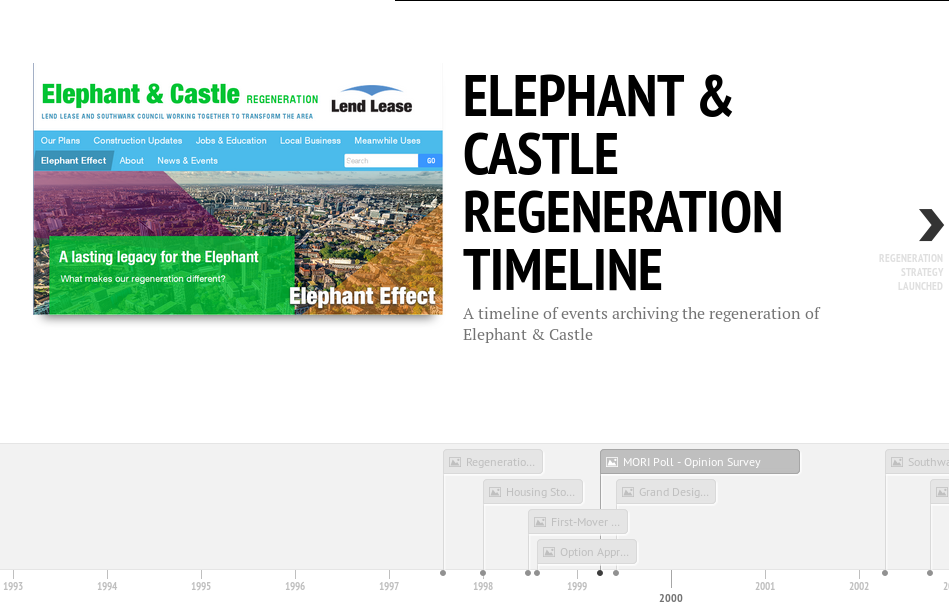 Elephant & Castle REGENERATION
Lend Lease
LEND LEASE AND SOUTHWARK COUNCIL WORKING TOGETHER TO TRANSFORM THE AREA
Our Plans Construction Updates Jobs & Education Local Business Meanwhile Uses
Elephant Effect About News & Events Search GO
A lasting legacy for the Elephant
What makes our regeneration different?
Elephant Effect
ELEPHANT &
CASTLE
REGENERATION
TIMELINE
A timeline of events archiving the regeneration of
Elephant & Castle
REGENERATION
STRATEGY
LAUNCHED
Regeneratio... MORI Poll - Opinion Survey Southwa
Housing Sto... Grand Desig...
First-Mover ...
Option Appr...
1993 1994 1995 1996 1997 1998 1999 2000 2001 2002